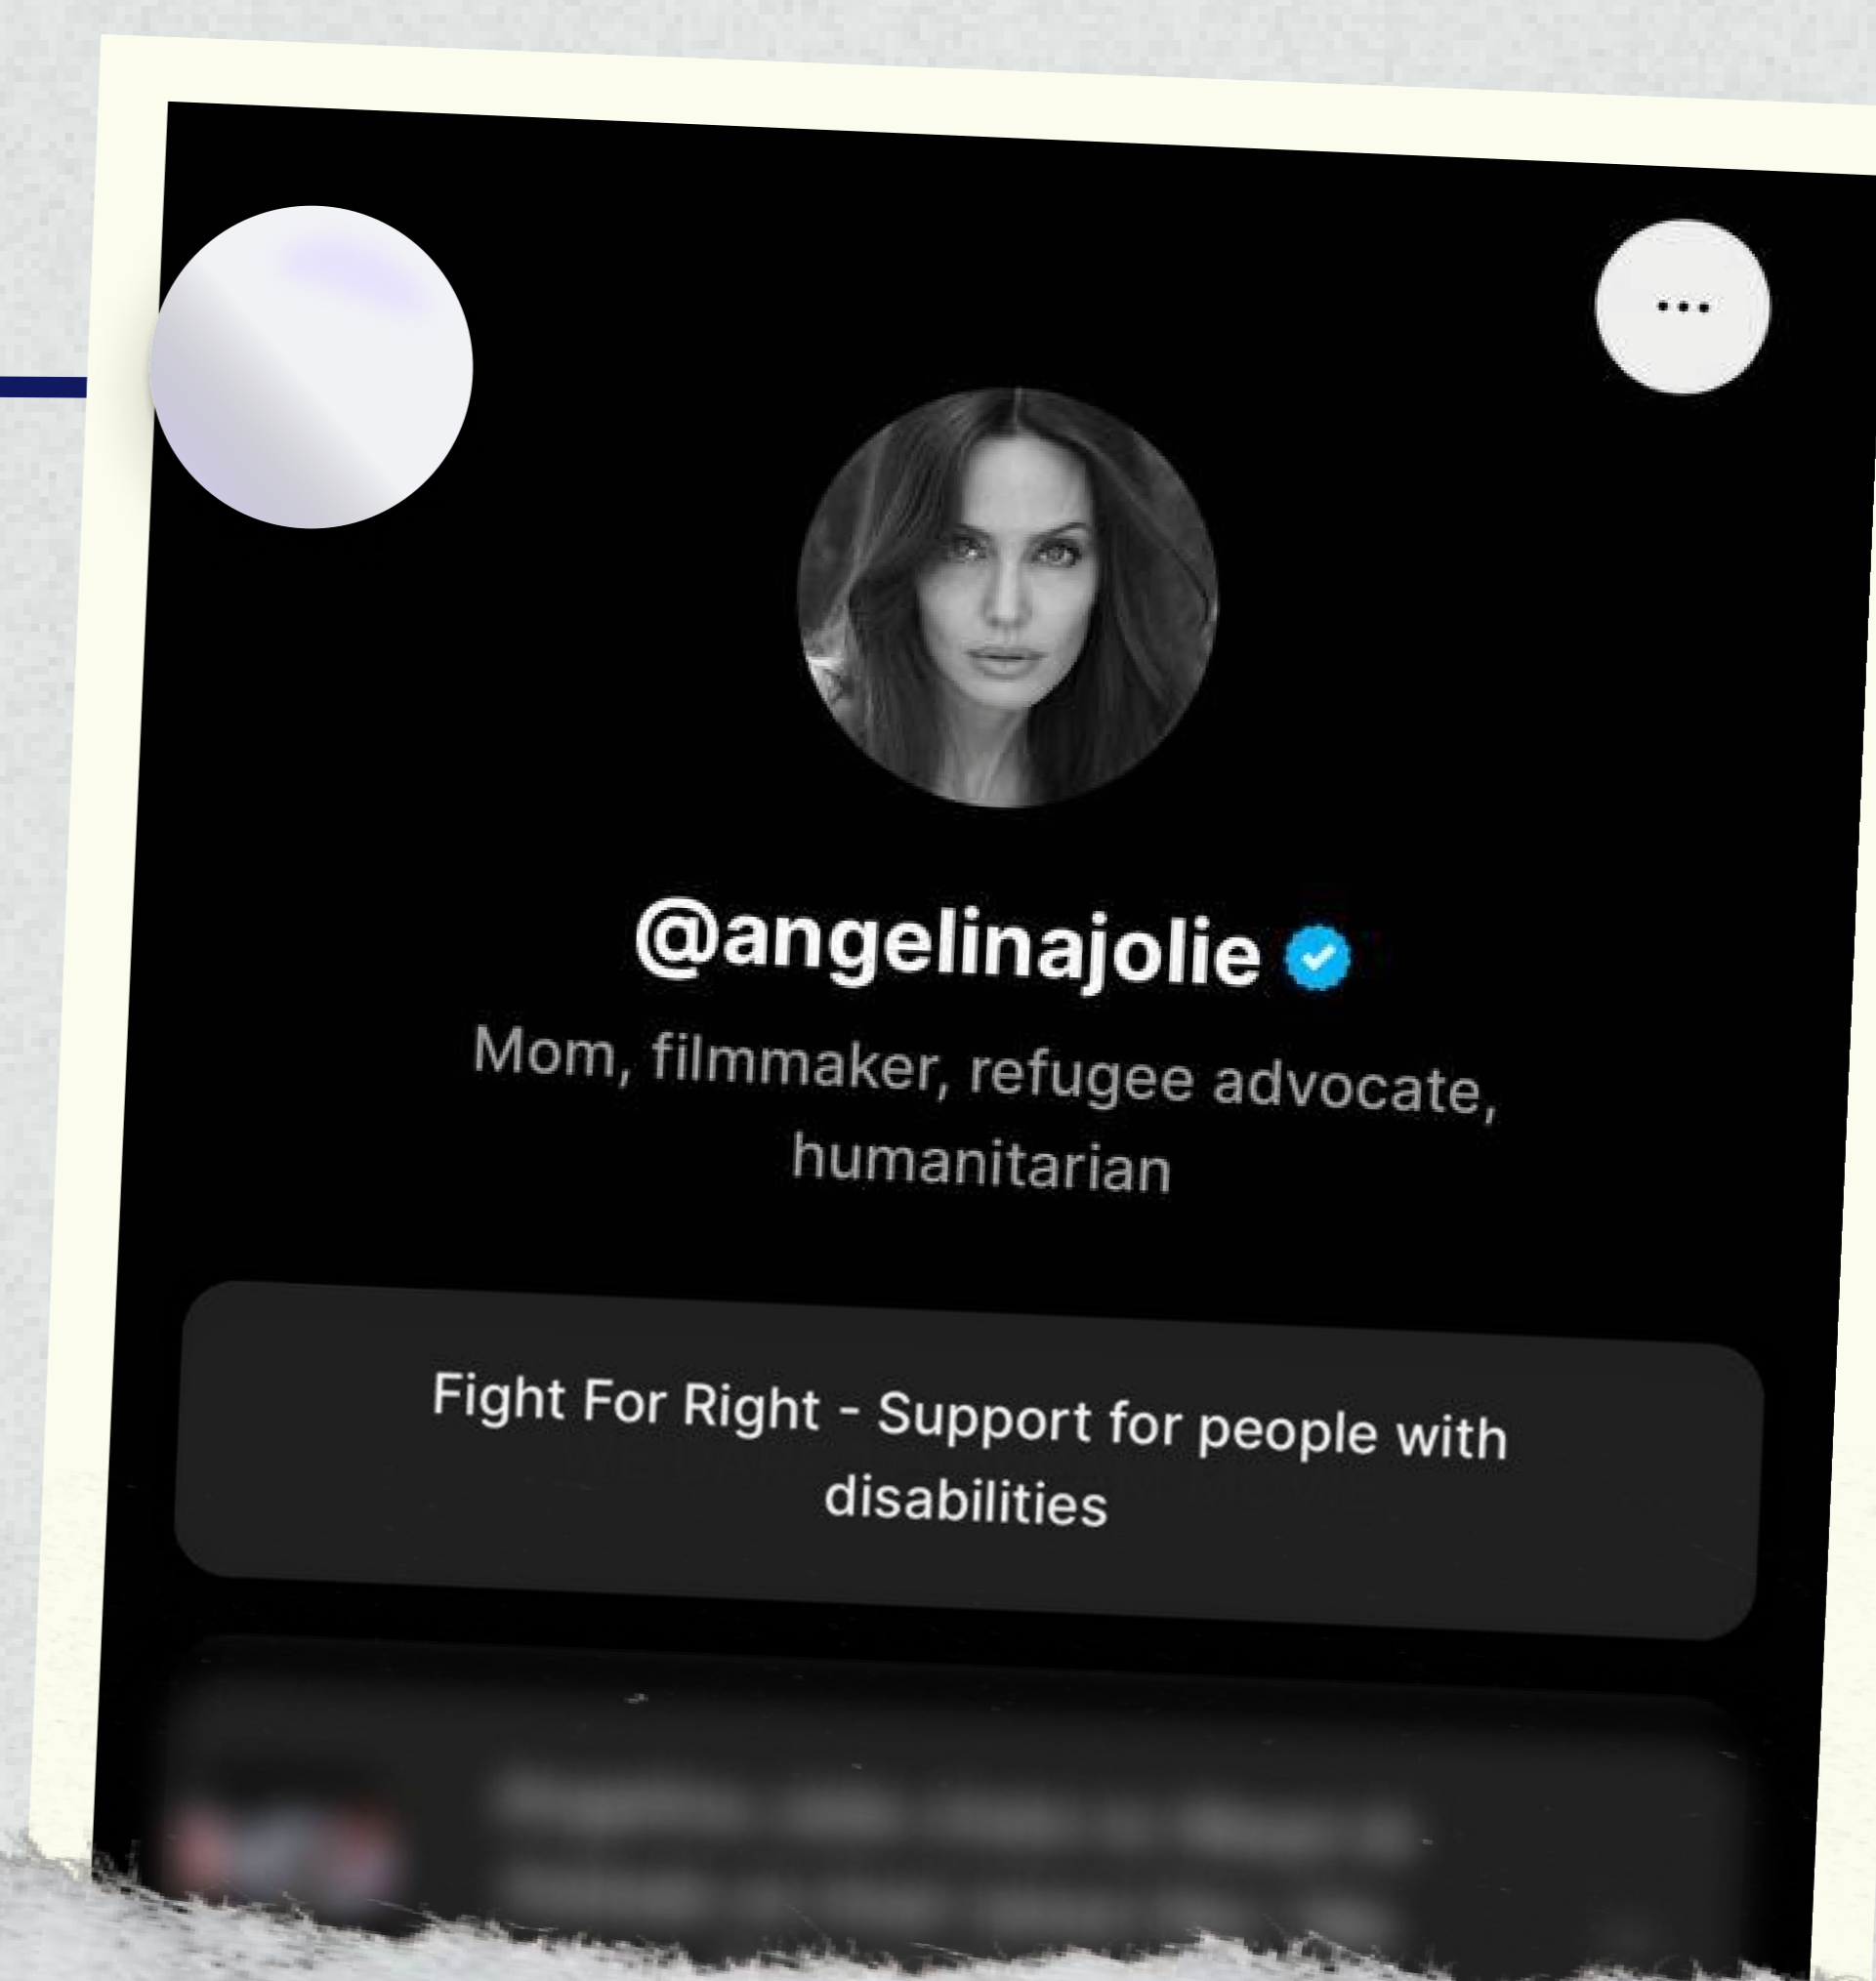 @angelinajolie
Mom, filmmaker, refugee advocate,
humanitarian
Fight For Right - Support for people with
disabilities